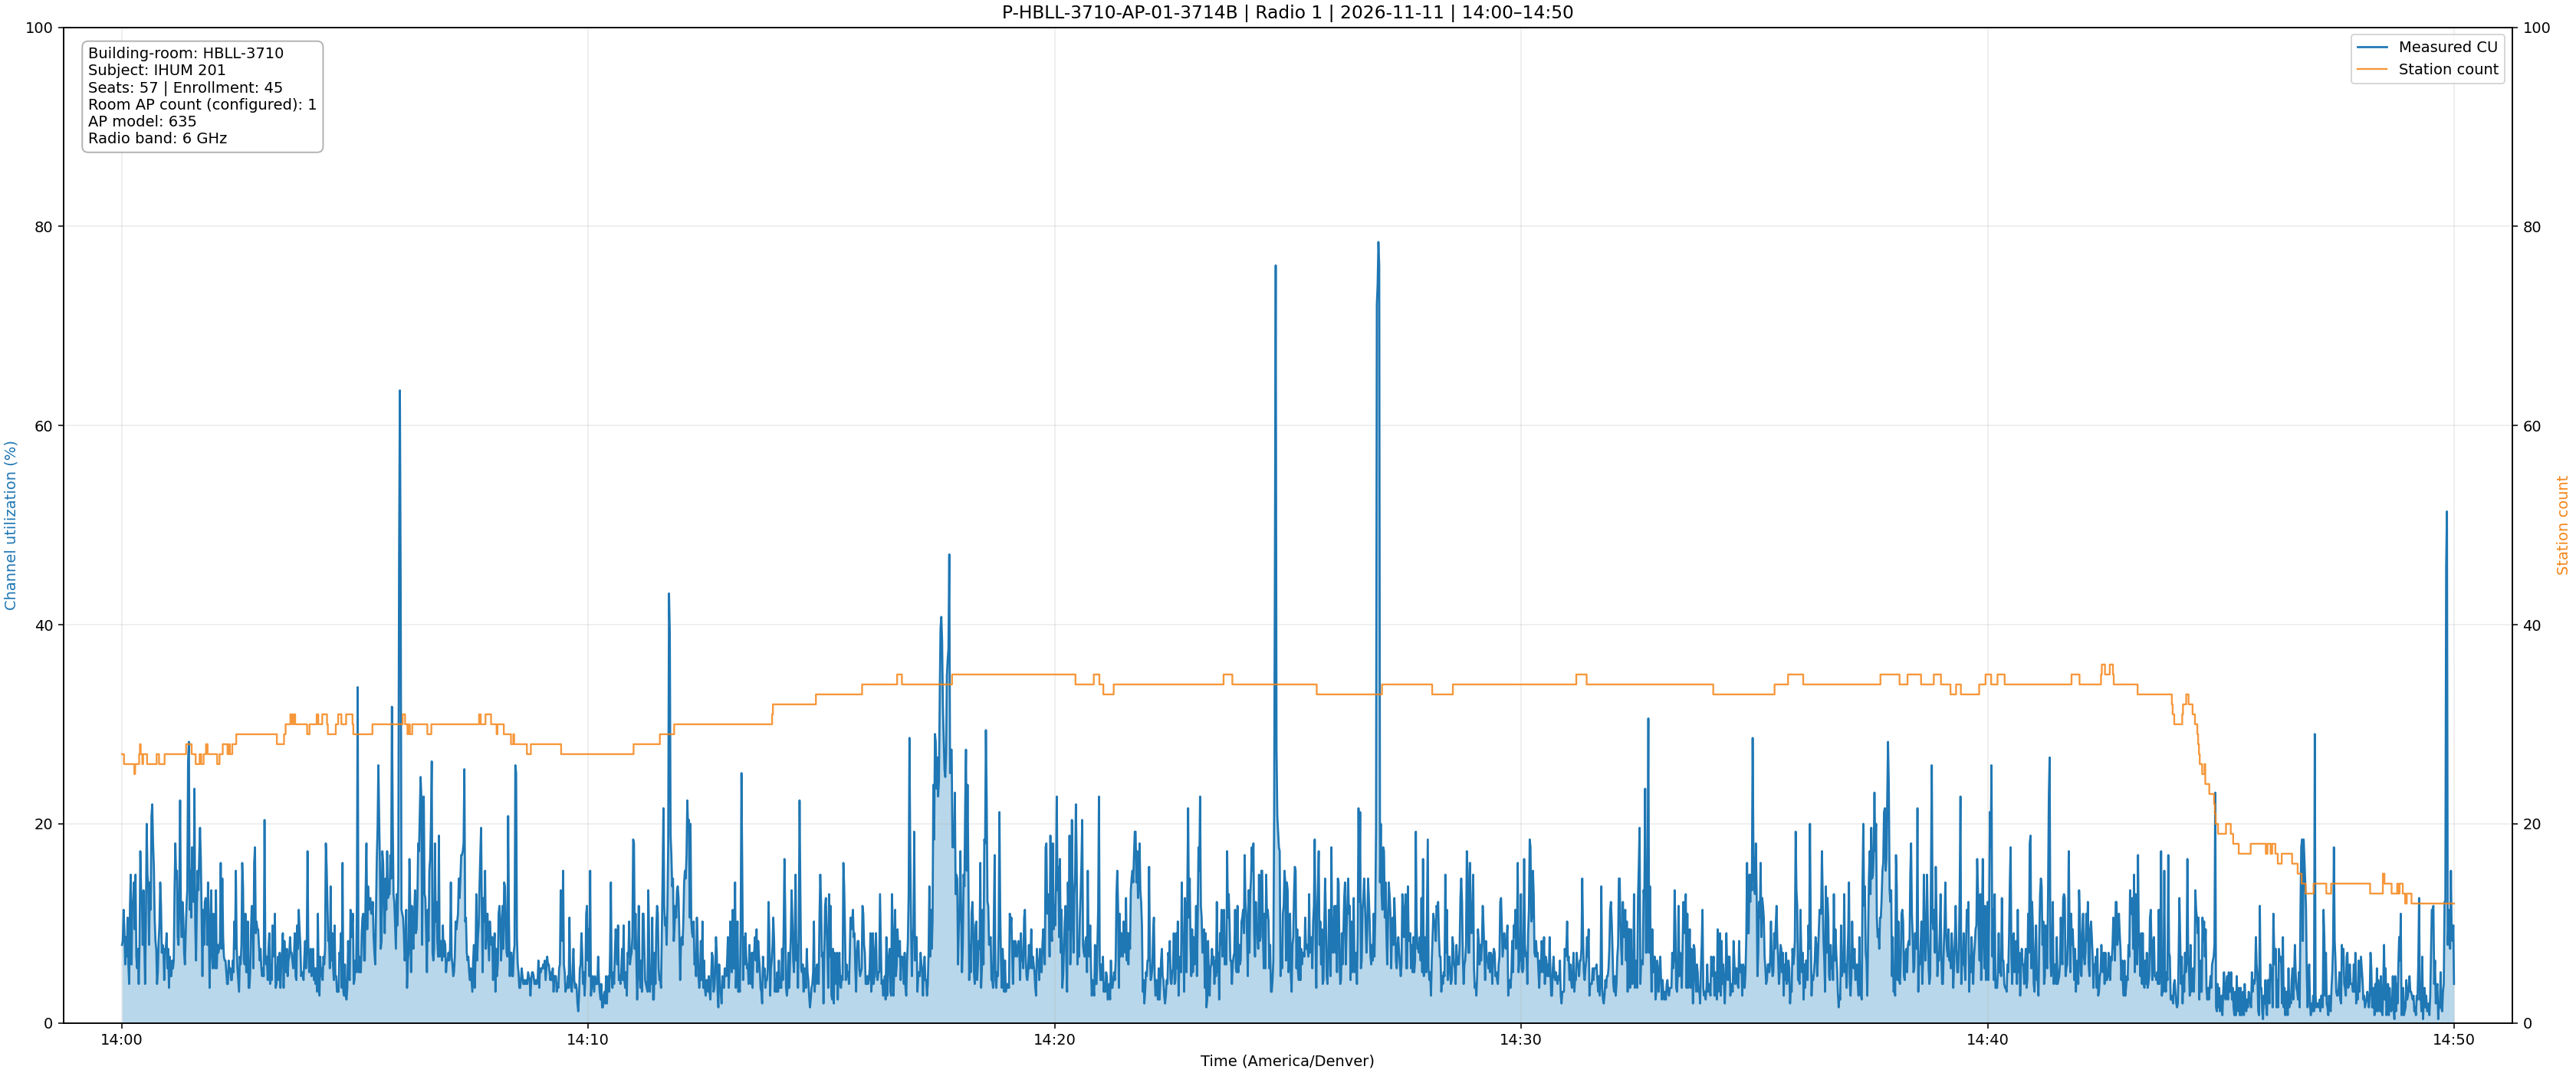 P-HBLL-3710-AP-01-3714B | Radio 1 | 2026-11-11 | 14:00–14:50
Building-room: HBLL-3710
Subject: IHUM 201
Seats: 57 | Enrollment: 45
Room AP count (configured): 1
AP model: 635
Radio band: 6 GHz
Measured CU
Station count
100
80
60
40
20
0
Channel utilization (%)
100
80
60
40
20
0
Station count
14:00
14:10
14:20
14:30
14:40
14:50
Time (America/Denver)